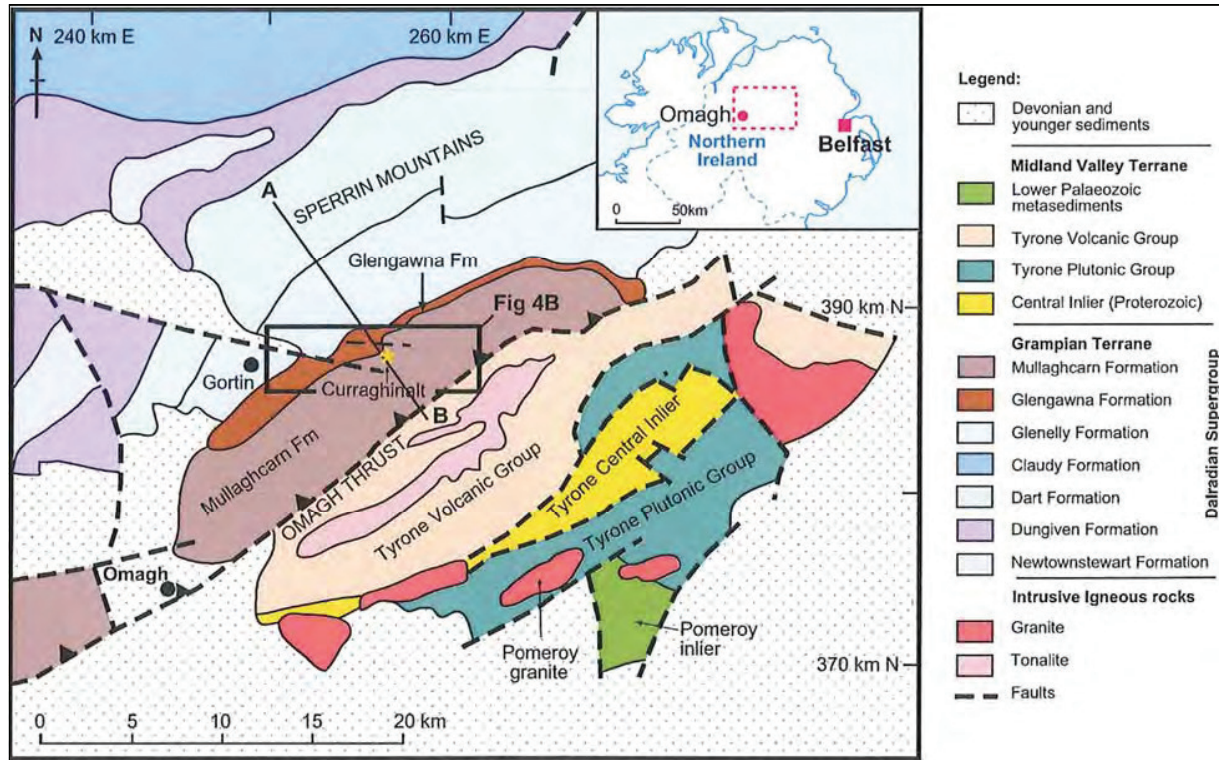 N
240 km E
260 km E
Omagh
Northern
Ireland
Belfast
0
50km
A
SPERRIN MOUNTAINS
Glengawna Fm
Fig 4B
390 km N
Gortin
Curraghinalt
B
Mullaghcarn Fm
OMAGH THRUST
Tyrone Volcanic Group
Tyrone Central Inlier
Tyrone Plutonic Group
Omagh
Pomeroy
granite
Pomeroy
inlier
370 km N
0
5
10
15
20 km
Legend:
Devonian and
younger sediments
Midland Valley Terrane
Lower Palaeozoic
metasediments
Tyrone Volcanic Group
Tyrone Plutonic Group
Central Inlier (Proterozoic)
Grampian Terrane
Mullaghcarn Formation
Glengawna Formation
Glenelly Formation
Claudy Formation
Dart Formation
Dungiven Formation
Newtownstewart Formation
Dalradian Supergroup
Intrusive Igneous rocks
Granite
Tonalite
Faults